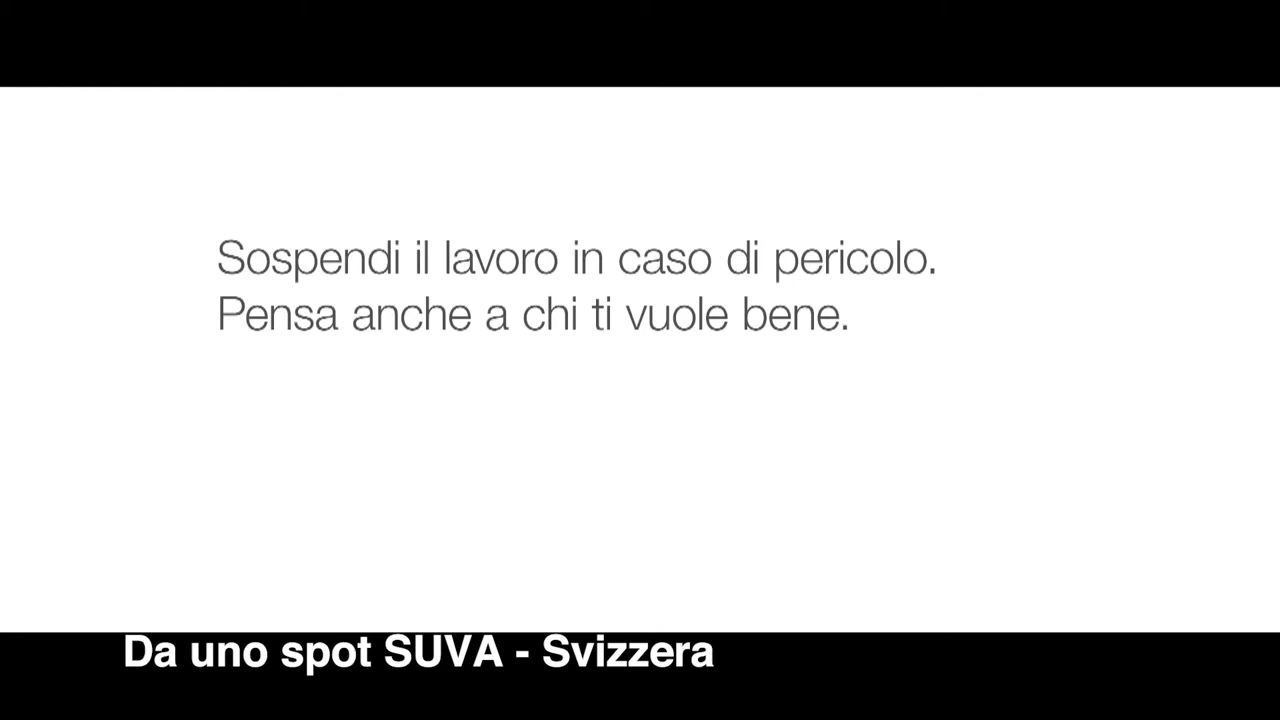 Sospendi il lavoro in caso di pericolo.
Pensa anche a chi ti vuole bene.
Da uno spot SUVA - Svizzera